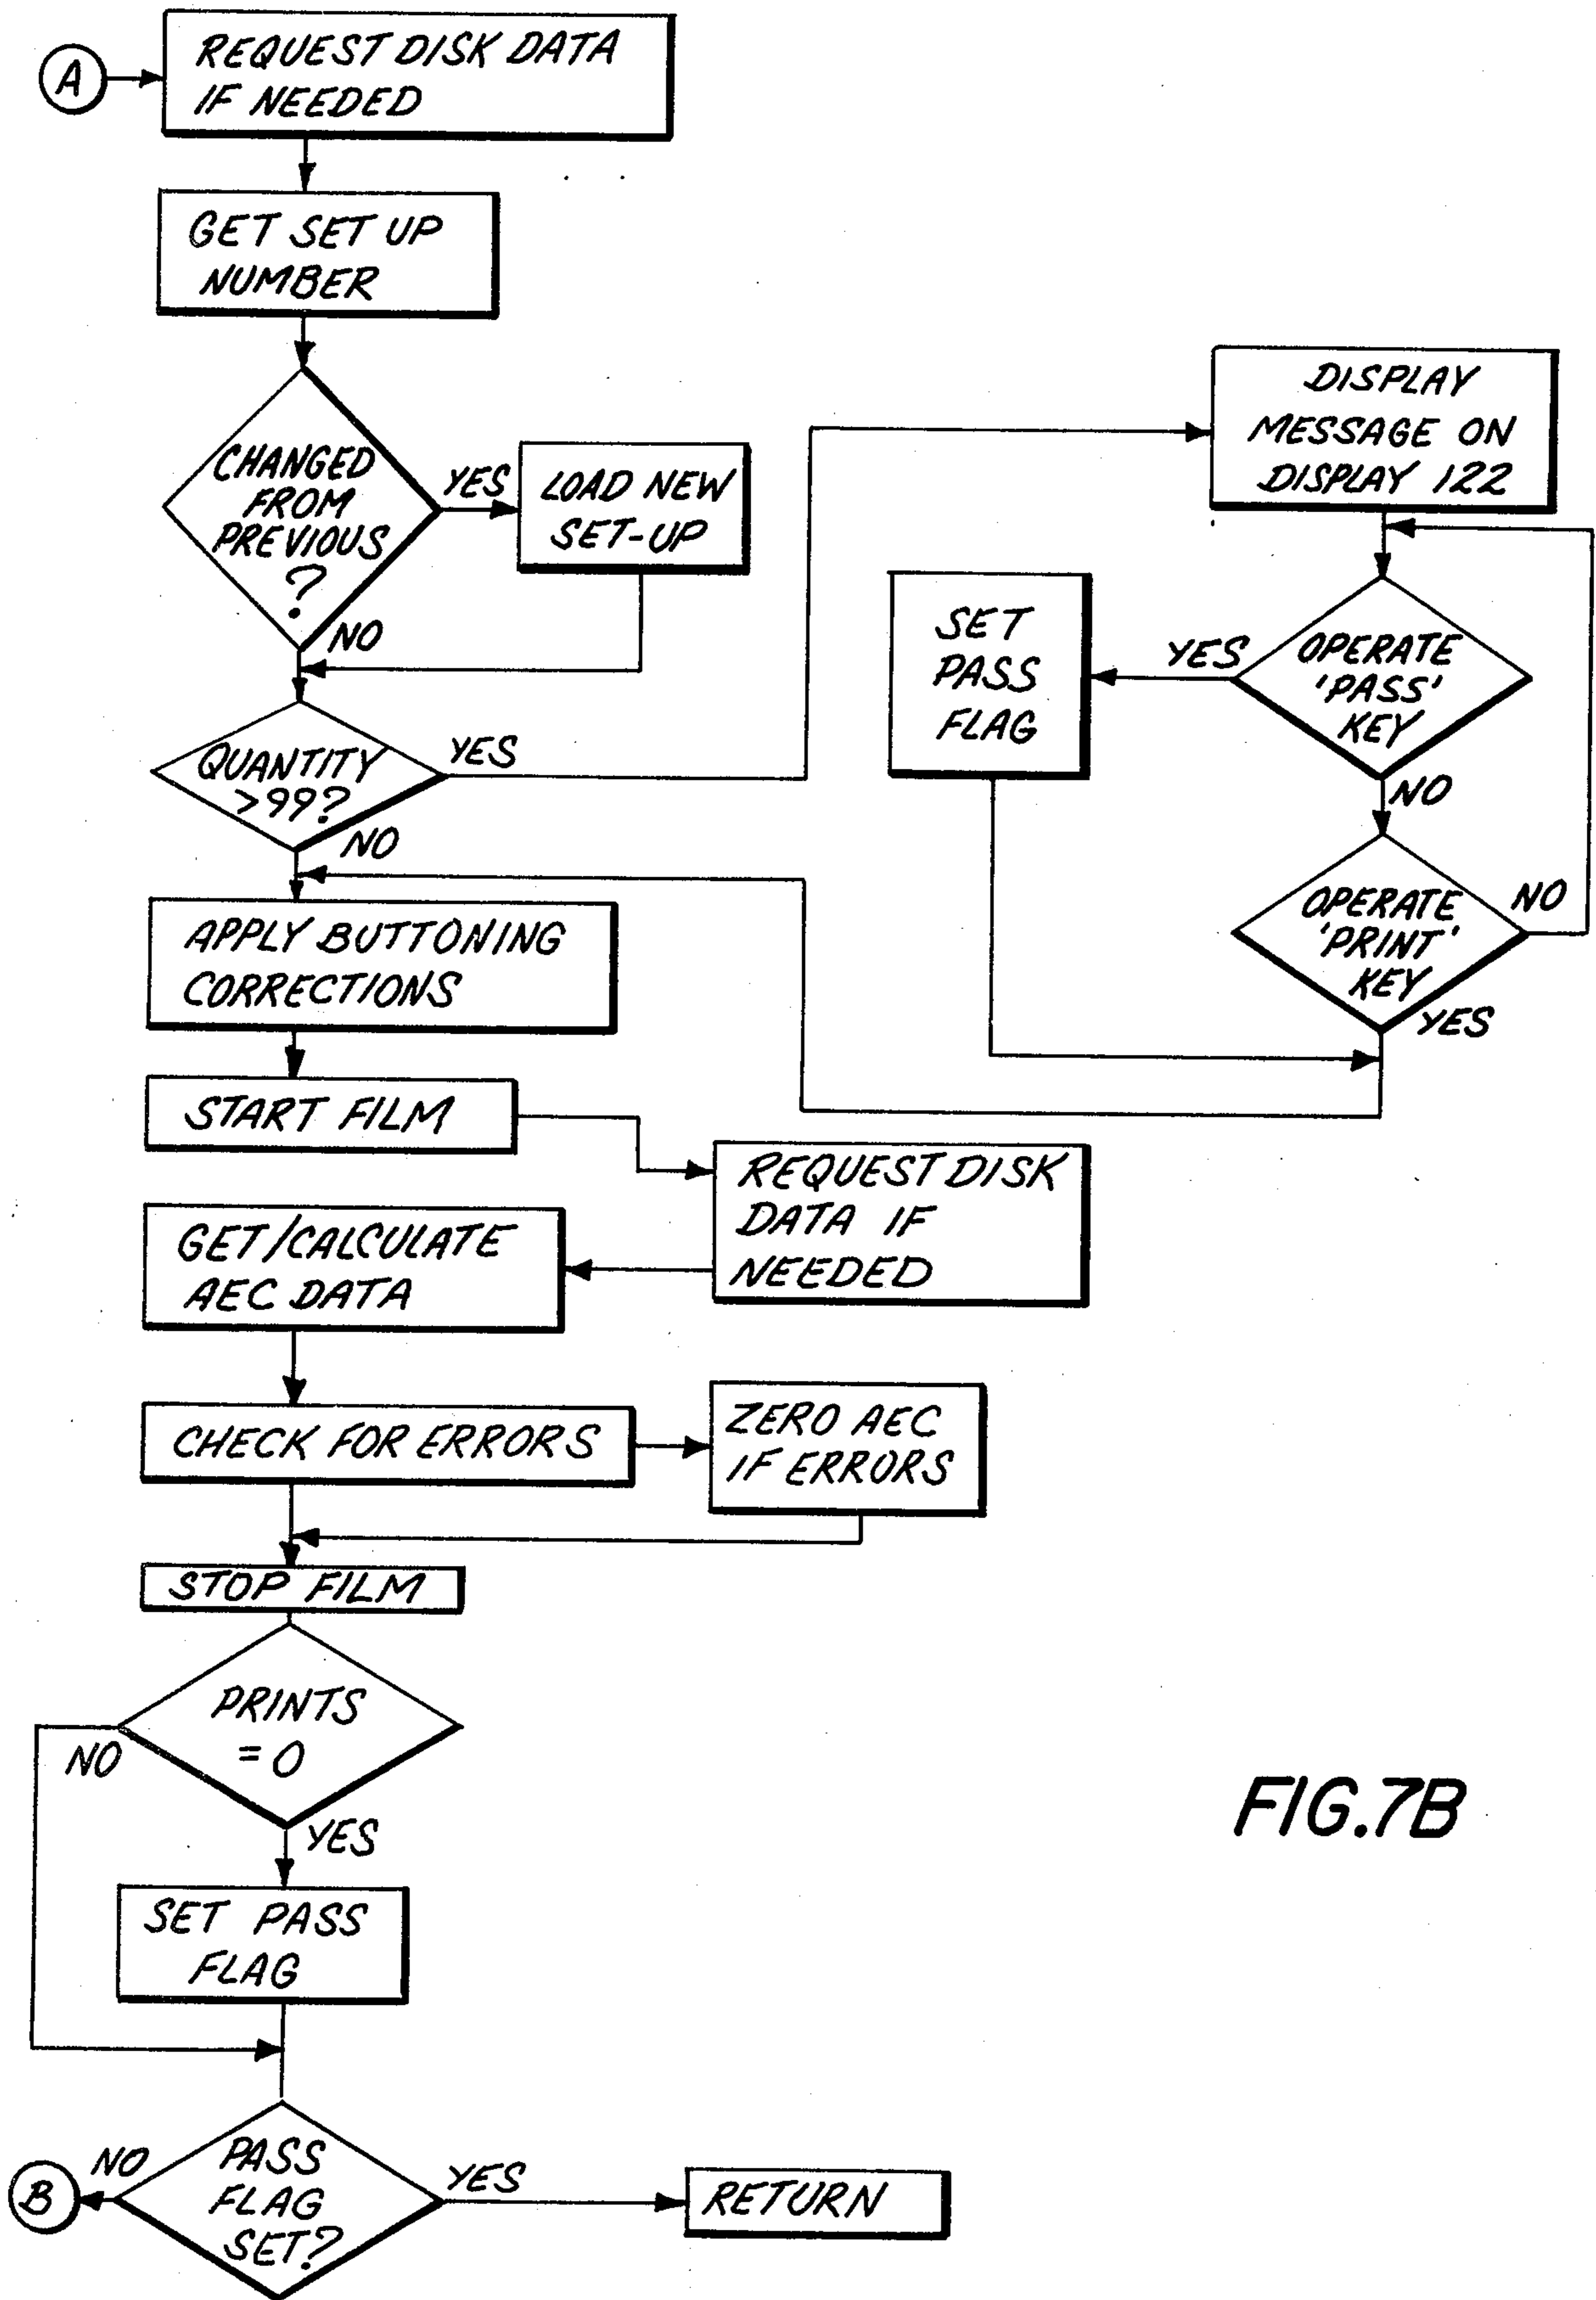 A
REQUEST DISK DATA
IF NEEDED
GET SET UP
NUMBER
CHANGED
FROM
PREVIOUS
?
YES
LOAD NEW
SET-UP
NO
QUANTITY
>99?
YES
NO
DISPLAY
MESSAGE ON
DISPLAY 122
OPERATE
'PASS'
KEY
YES
SET
PASS
FLAG
NO
OPERATE
'PRINT'
KEY
NO
YES
APPLY BUTTONING
CORRECTIONS
START FILM
REQUEST DISK
DATA IF
NEEDED
GET/CALCULATE
AEC DATA
CHECK FOR ERRORS
ZERO AEC
IF ERRORS
STOP FILM
PRINTS
= 0
NO
YES
SET PASS
FLAG
PASS
FLAG
SET?
NO
B
YES
RETURN
FIG.7B